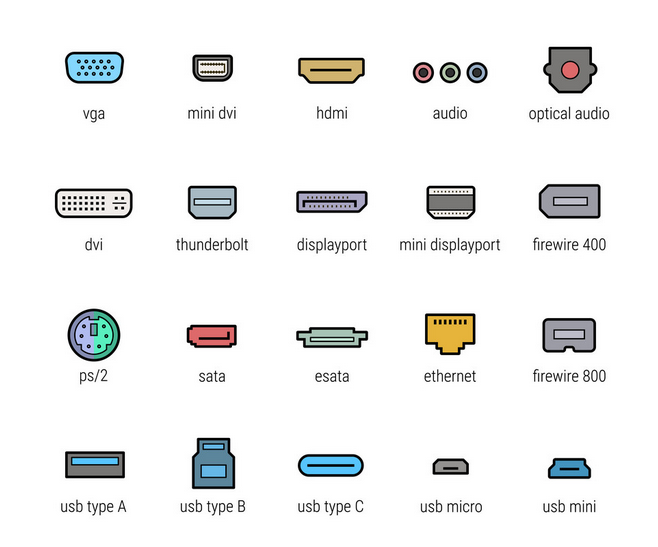 vga
mini dvi
hdmi
audio
optical audio
dvi
thunderbolt
displayport
mini displayport
firewire 400
ps/2
sata
esata
ethernet
firewire 800
usb type A
usb type B
usb type C
usb micro
usb mini